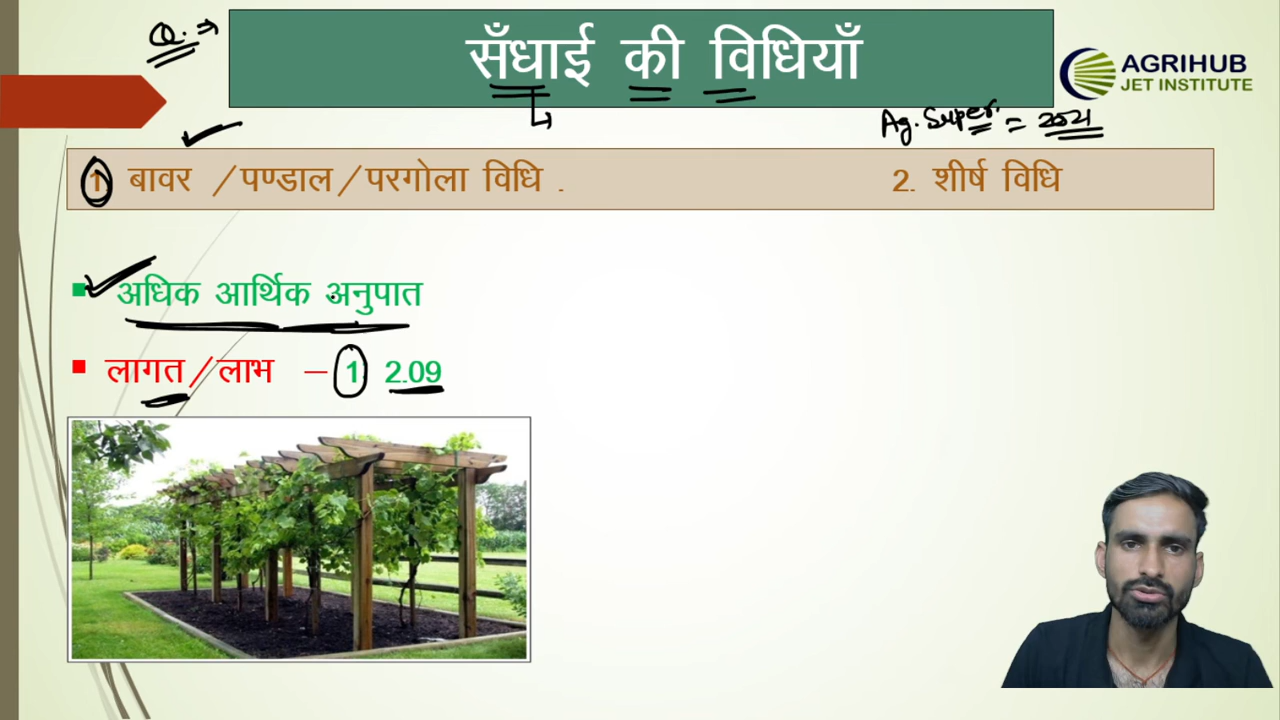 Q. ⇒
सँधाई की विधियाँ
AGRIHUB
JET INSTITUTE
Ag. Super. = 2021
1. बावर / पण्डाल / परगोला विधि .
2. शीर्ष विधि
अधिक आर्थिक अनुपात
लागत / लाभ – 1 2.09